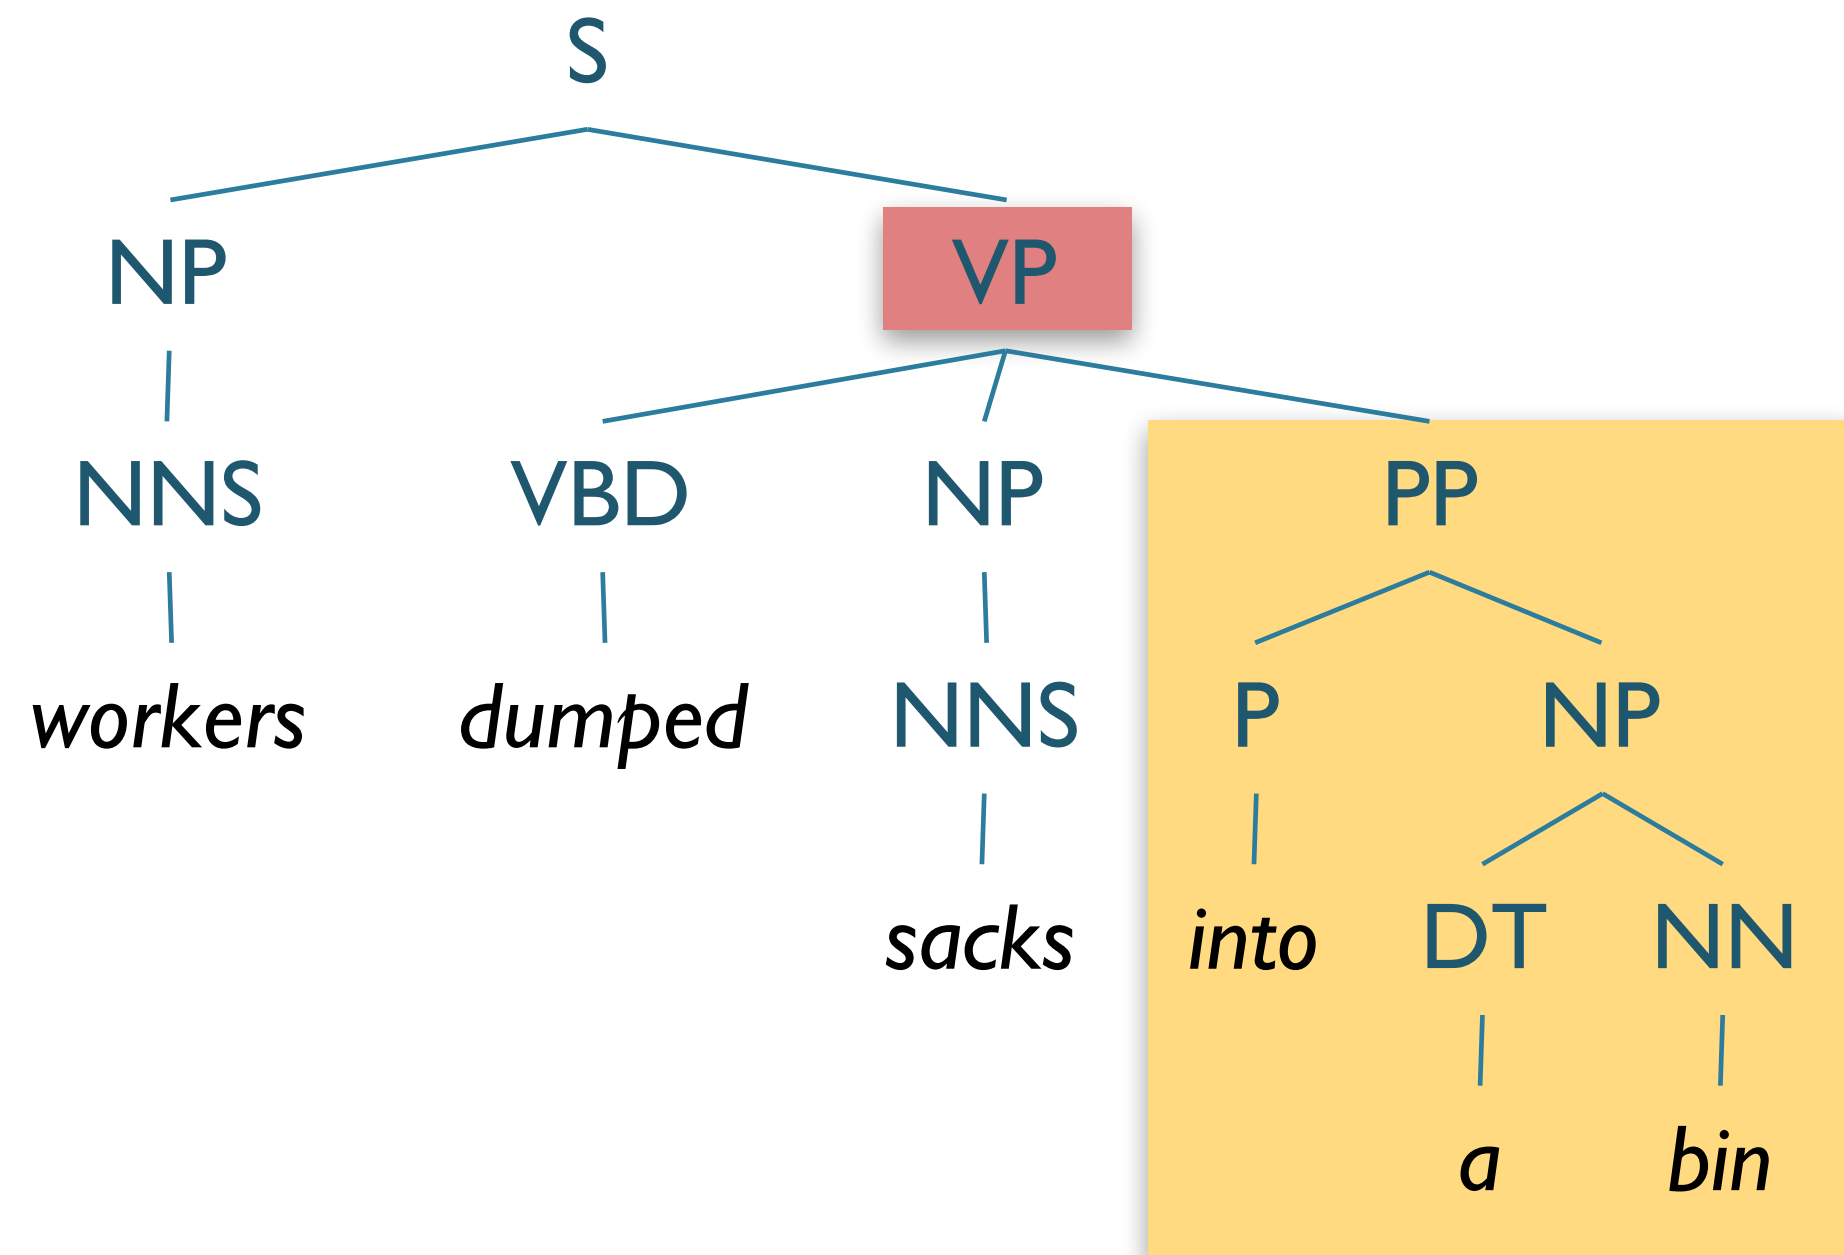 S
NP VP
NNS VBD NP PP
workers dumped NNS P NP
sacks into DT NN
a bin